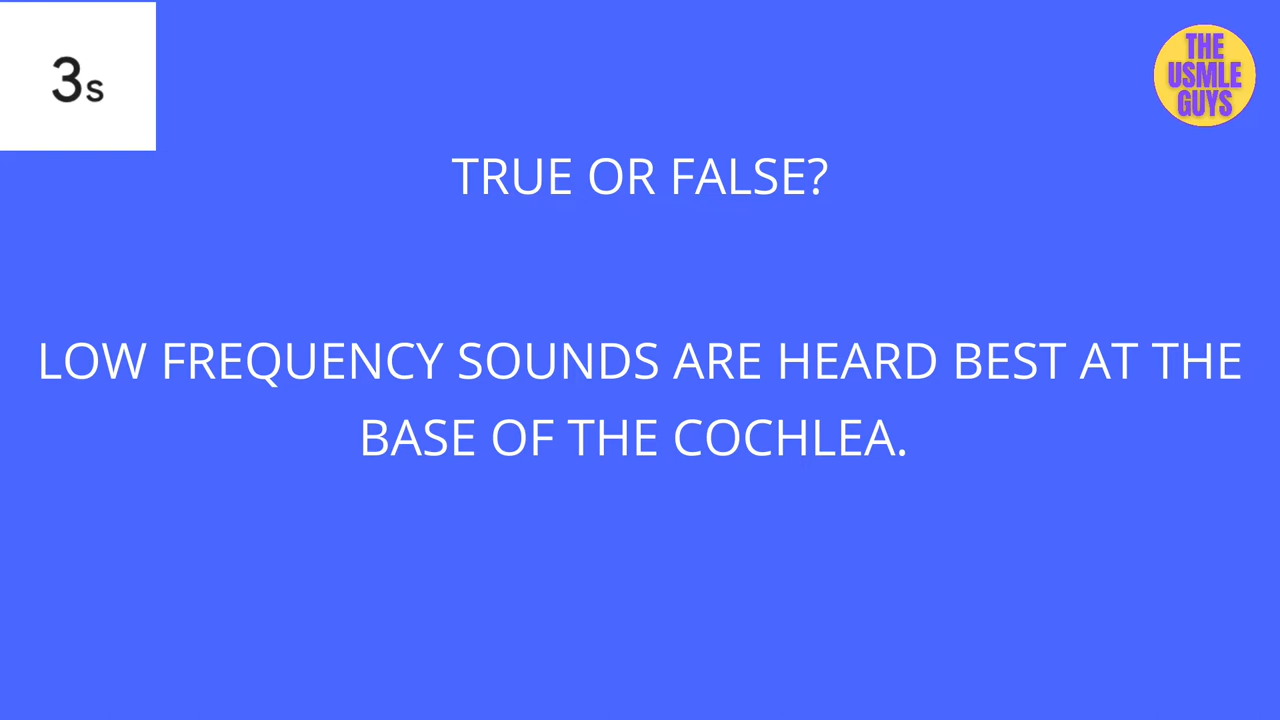 3s
THE
USMLE
GUYS
TRUE OR FALSE?
LOW FREQUENCY SOUNDS ARE HEARD BEST AT THE
BASE OF THE COCHLEA.